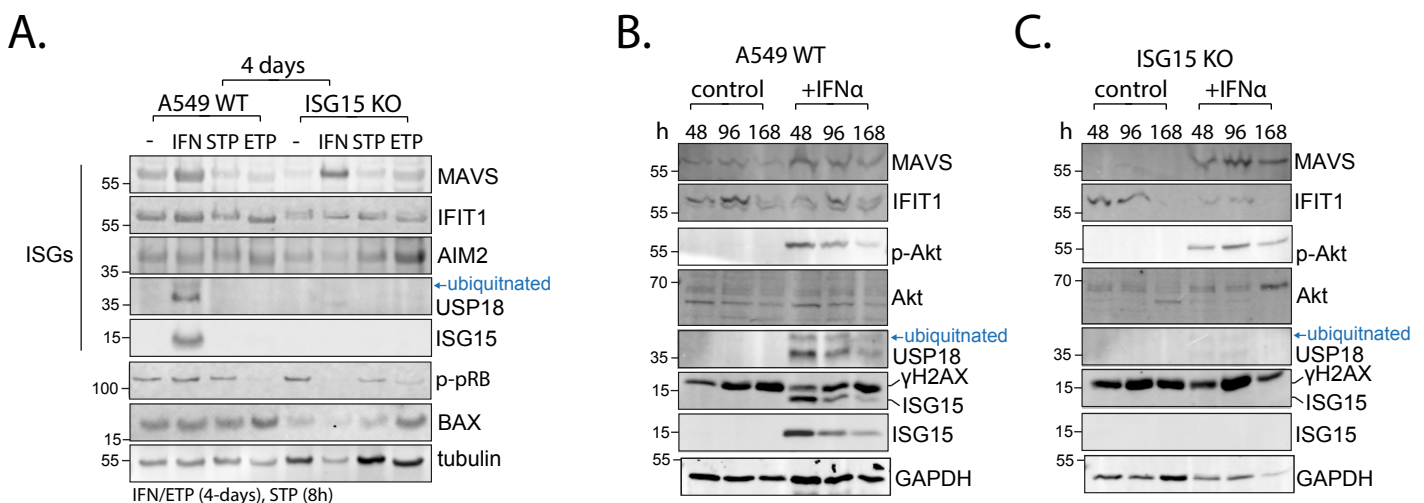 A.
4 days
A549 WT ISG15 KO
- IFN STP ETP - IFN STP ETP
ISGs
55 MAVS
55 IFIT1
35 AIM2
←ubiquitnated
35 USP18
15 ISG15
100 p-pRB
15 BAX
55 tubulin
IFN/ETP (4-days), STP (8h)
B.
A549 WT
control +IFNα
h 48 96 168 48 96 168
55 MAVS
55 IFIT1
55 p-Akt
70 Akt
←ubiquitnated
35 USP18
15 γH2AX
ISG15
15 ISG15
55 GAPDH
C.
ISG15 KO
control +IFNα
h 48 96 168 48 96 168
55 MAVS
55 IFIT1
55 p-Akt
70 Akt
←ubiquitnated
35 USP18
15 γH2AX
ISG15
15 ISG15
55 GAPDH